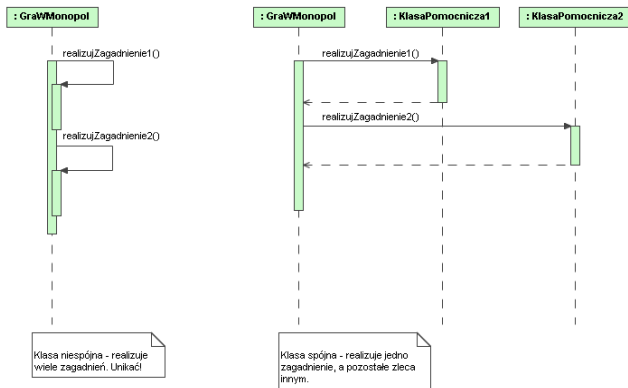 : GraWMonopol
: GraWMonopol
: KlasaPomocnicza1
: KlasaPomocnicza2
realizujZagadnienie1()
realizujZagadnienie1()
realizujZagadnienie2()
realizujZagadnienie2()
Klasa niespójna - realizuje
wiele zagadnień. Unikać!
Klasa spójna - realizuje jedno
zagadnienie, a pozostałe zleca
innym.